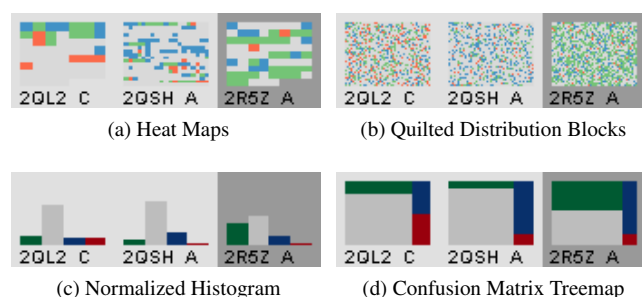 2QL2 C 2QSH A 2R5Z A
2QL2 C 2QSH A 2R5Z A
(a) Heat Maps
(b) Quilted Distribution Blocks
2QL2 C 2QSH A 2R5Z A
2QL2 C 2QSH A 2R5Z A
(c) Normalized Histogram
(d) Confusion Matrix Treemap